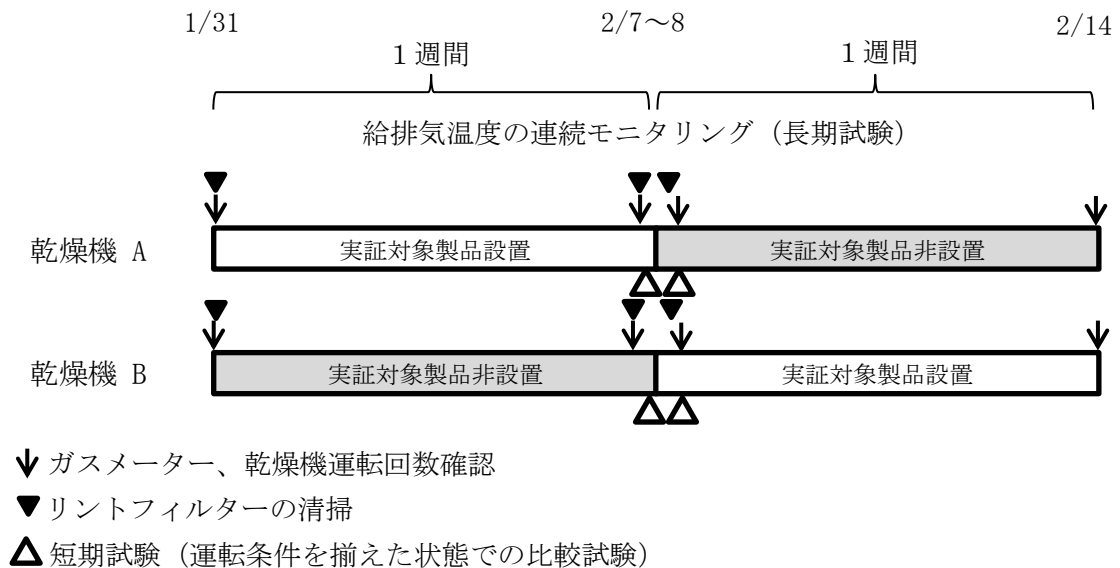 1/31 2/7～8 2/14
１週間 １週間
給排気温度の連続モニタリング（長期試験）
乾燥機 A 実証対象製品設置 実証対象製品非設置
乾燥機 B 実証対象製品非設置 実証対象製品設置
ガスメーター、乾燥機運転回数確認
リントフィルターの清掃
短期試験（運転条件を揃えた状態での比較試験）